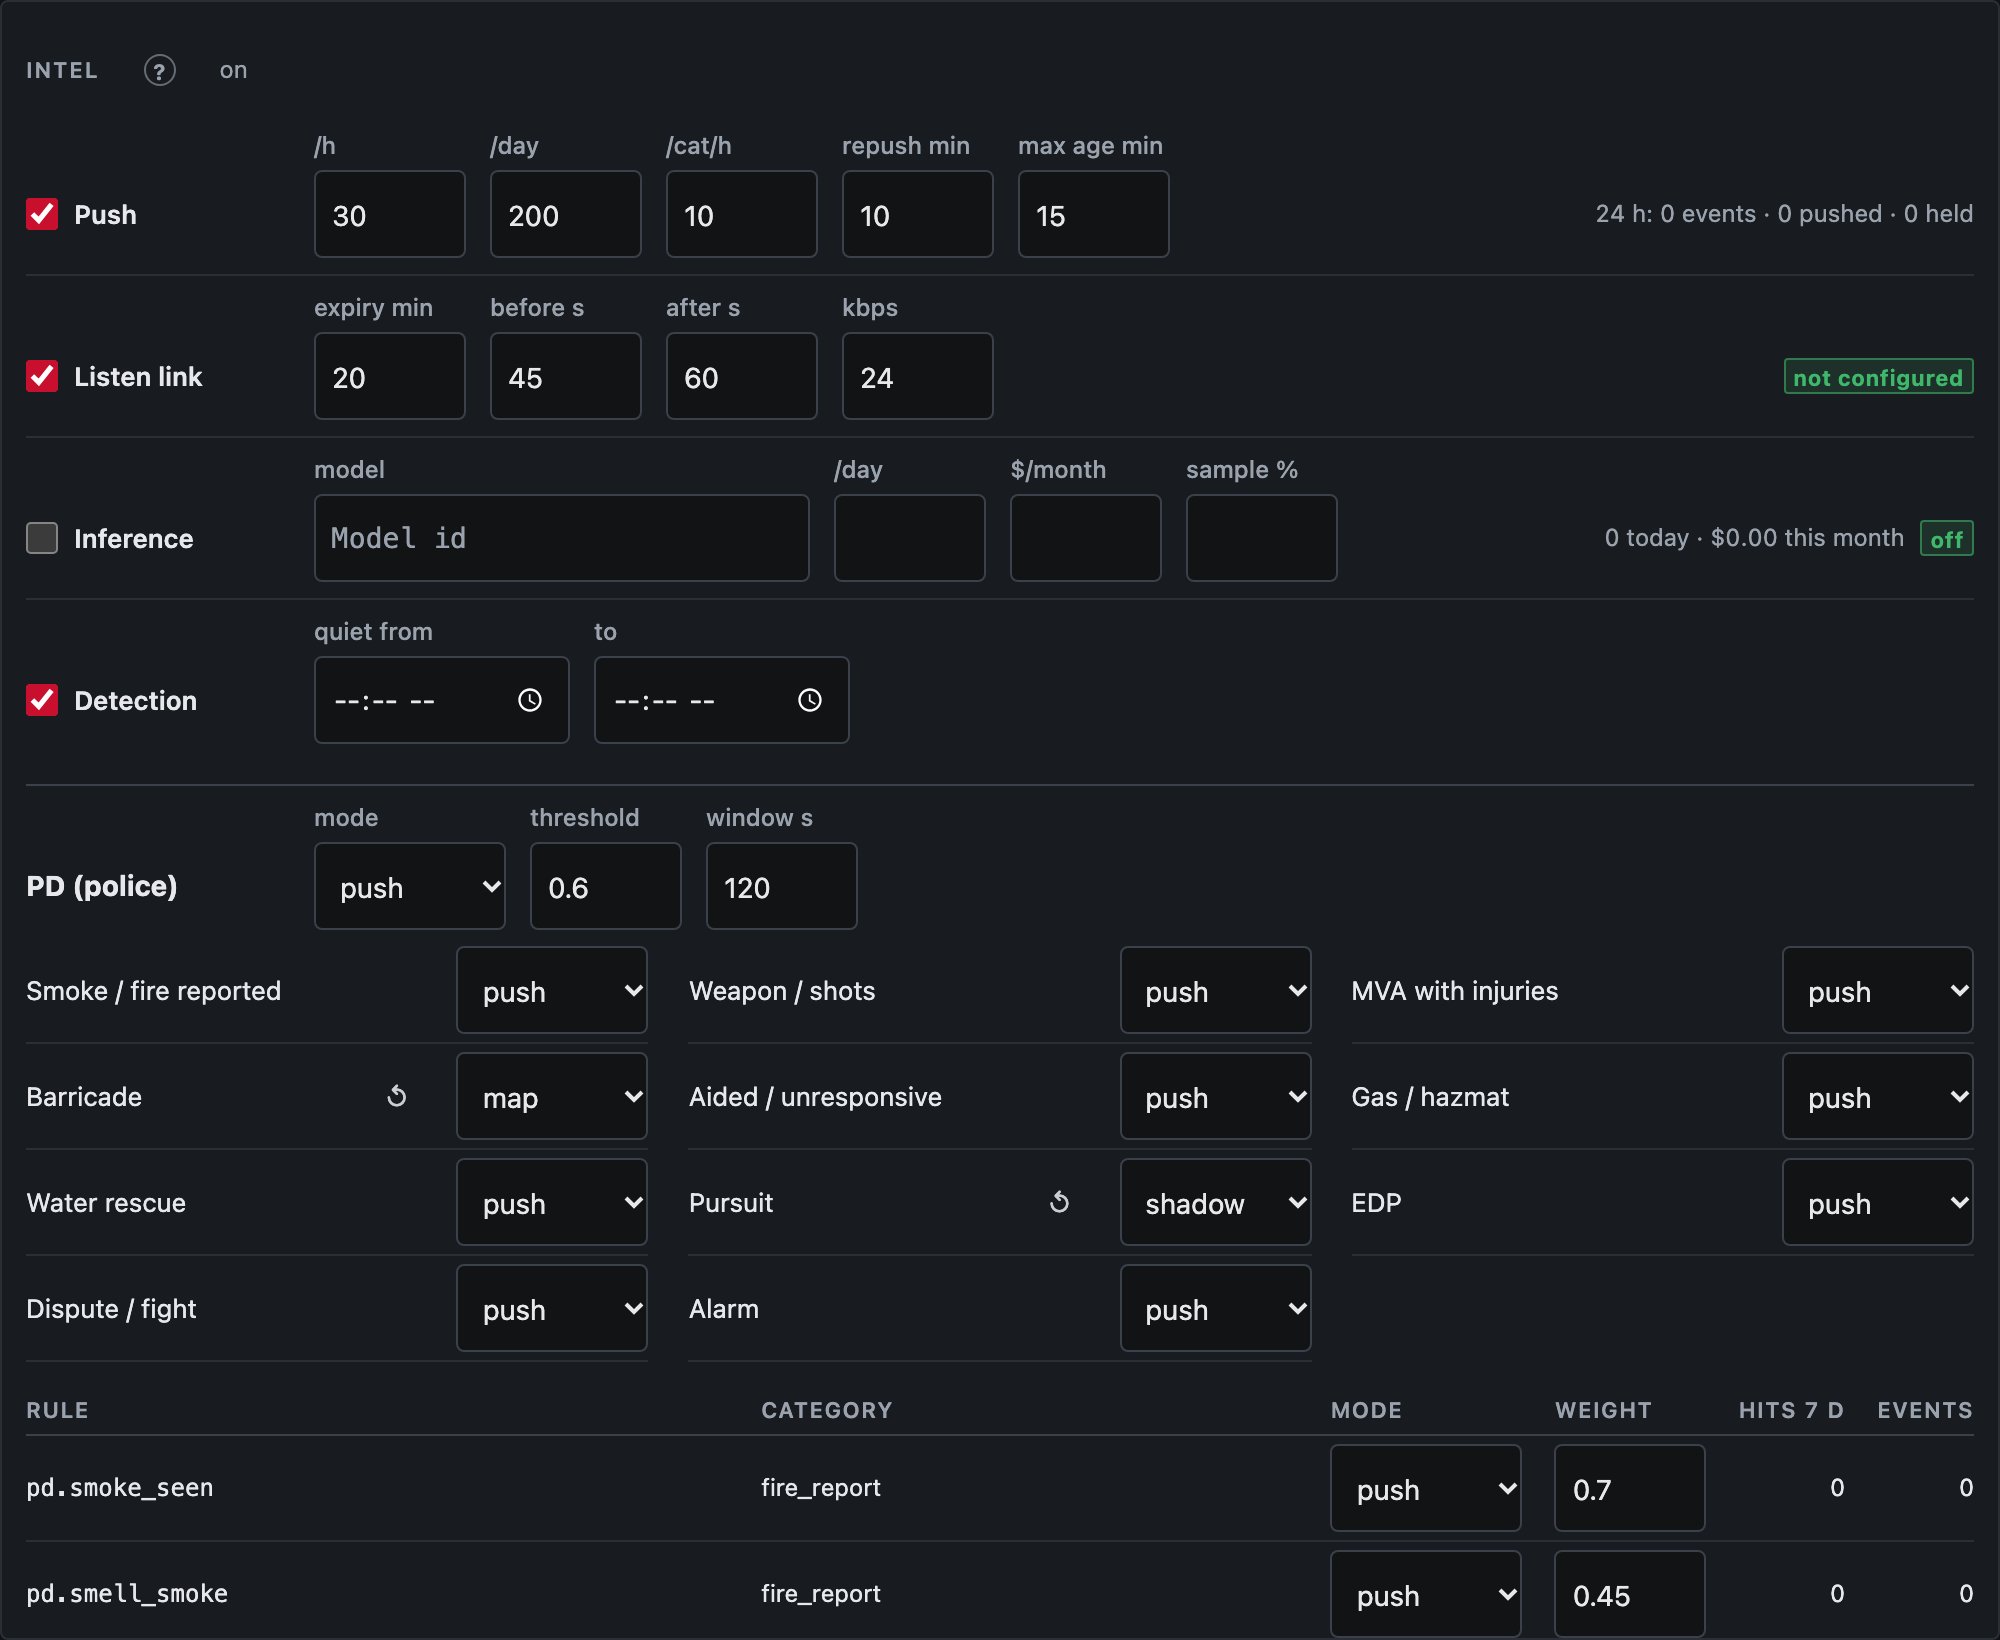 INTEL ? on
/h /day /cat/h repush min max age min
Push 30 200 10 10 15 24 h: 0 events · 0 pushed · 0 held
expiry min before s after s kbps
Listen link 20 45 60 24 not configured
model /day $/month sample %
Inference Model id 0 today · $0.00 this month off
quiet from to
Detection --:-- -- --:-- --
mode threshold window s
PD (police) push 0.6 120
Smoke / fire reported push Weapon / shots push MVA with injuries push
Barricade map Aided / unresponsive push Gas / hazmat push
Water rescue push Pursuit shadow EDP push
Dispute / fight push Alarm push
RULE CATEGORY MODE WEIGHT HITS 7 D EVENTS
pd.smoke_seen fire_report push 0.7 0 0
pd.smell_smoke fire_report push 0.45 0 0